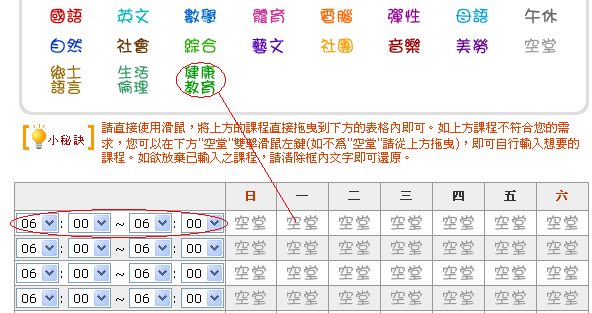 國語 英文 數學 體育 電腦 彈性 母語 午休
自然 社會 綜合 藝文 社團 音樂 美勞 空堂
鄉土語言 生活倫理 健康教育
[小秘訣] 請直接使用滑鼠，將上方的課程直接拖曳到下方的表格內即可。如上方課程不符合您的需
求，您可以在下方"空堂"雙擊滑鼠左鍵(如不為"空堂"請從上方拖曳)，即可自行輸入想要的
課程。如欲放棄已輸入之課程，請清除框內文字即可還原。
日 一 二 三 四 五 六
06 : 00 ~ 06 : 00 空堂 空堂 空堂 空堂 空堂 空堂 空堂
06 : 00 ~ 06 : 00 空堂 空堂 空堂 空堂 空堂 空堂 空堂
06 : 00 ~ 06 : 00 空堂 空堂 空堂 空堂 空堂 空堂 空堂
06 : 00 ~ 06 : 00 空堂 空堂 空堂 空堂 空堂 空堂 空堂